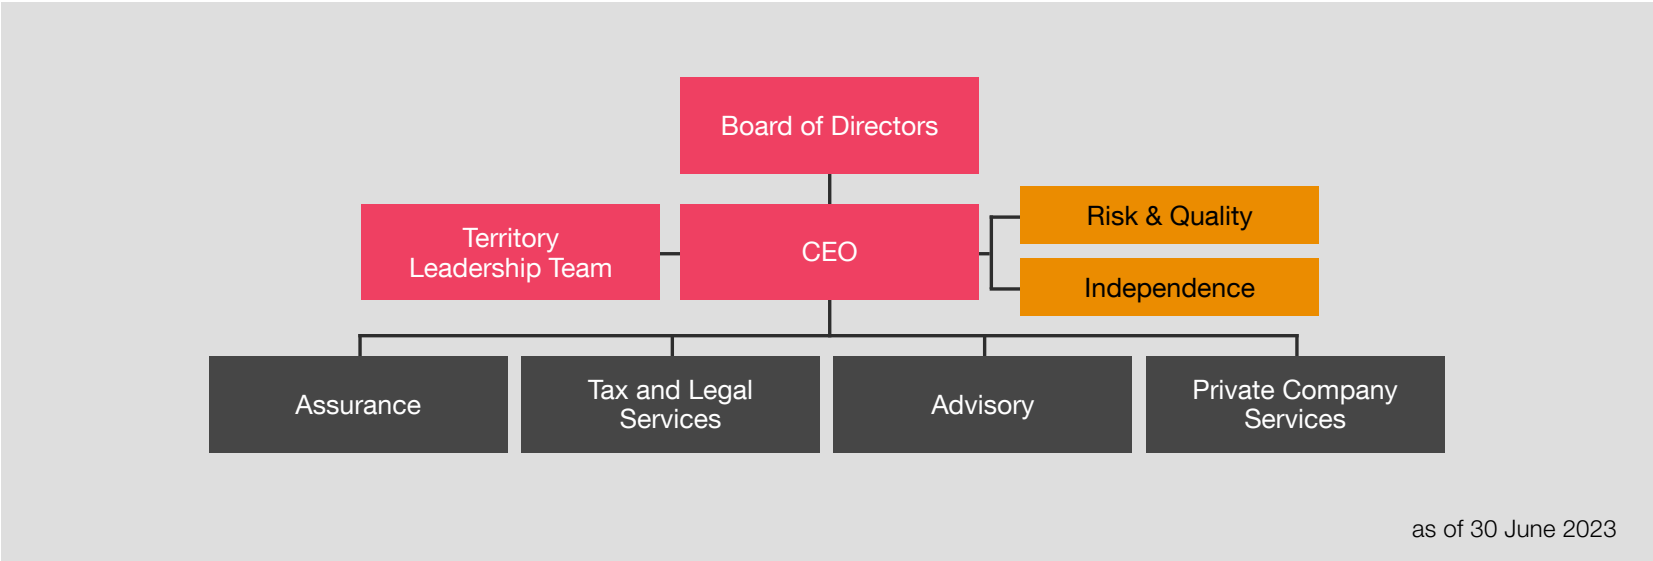 Board of Directors
Territory
Leadership Team
CEO
Risk & Quality
Independence
Assurance
Tax and Legal
Services
Advisory
Private Company
Services
as of 30 June 2023